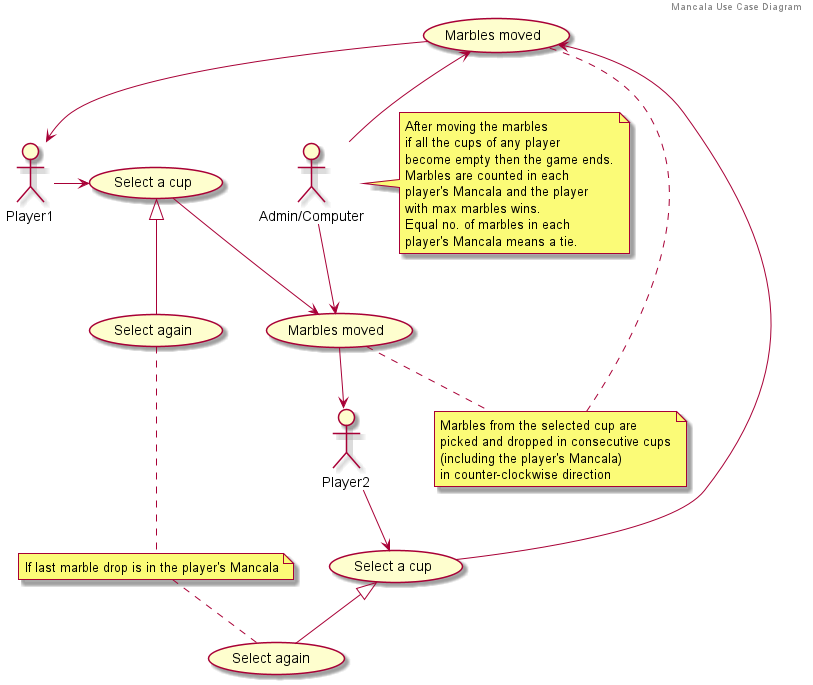 Mancala Use Case Diagram
Marbles moved
After moving the marbles
if all the cups of any player
become empty then the game ends.
Marbles are counted in each
player's Mancala and the player
with max marbles wins.
Equal no. of marbles in each
player's Mancala means a tie.
Player1
Select a cup
Admin/Computer
Select again
Marbles moved
Marbles from the selected cup are
picked and dropped in consecutive cups
(including the player's Mancala)
in counter-clockwise direction
Player2
If last marble drop is in the player's Mancala
Select a cup
Select again